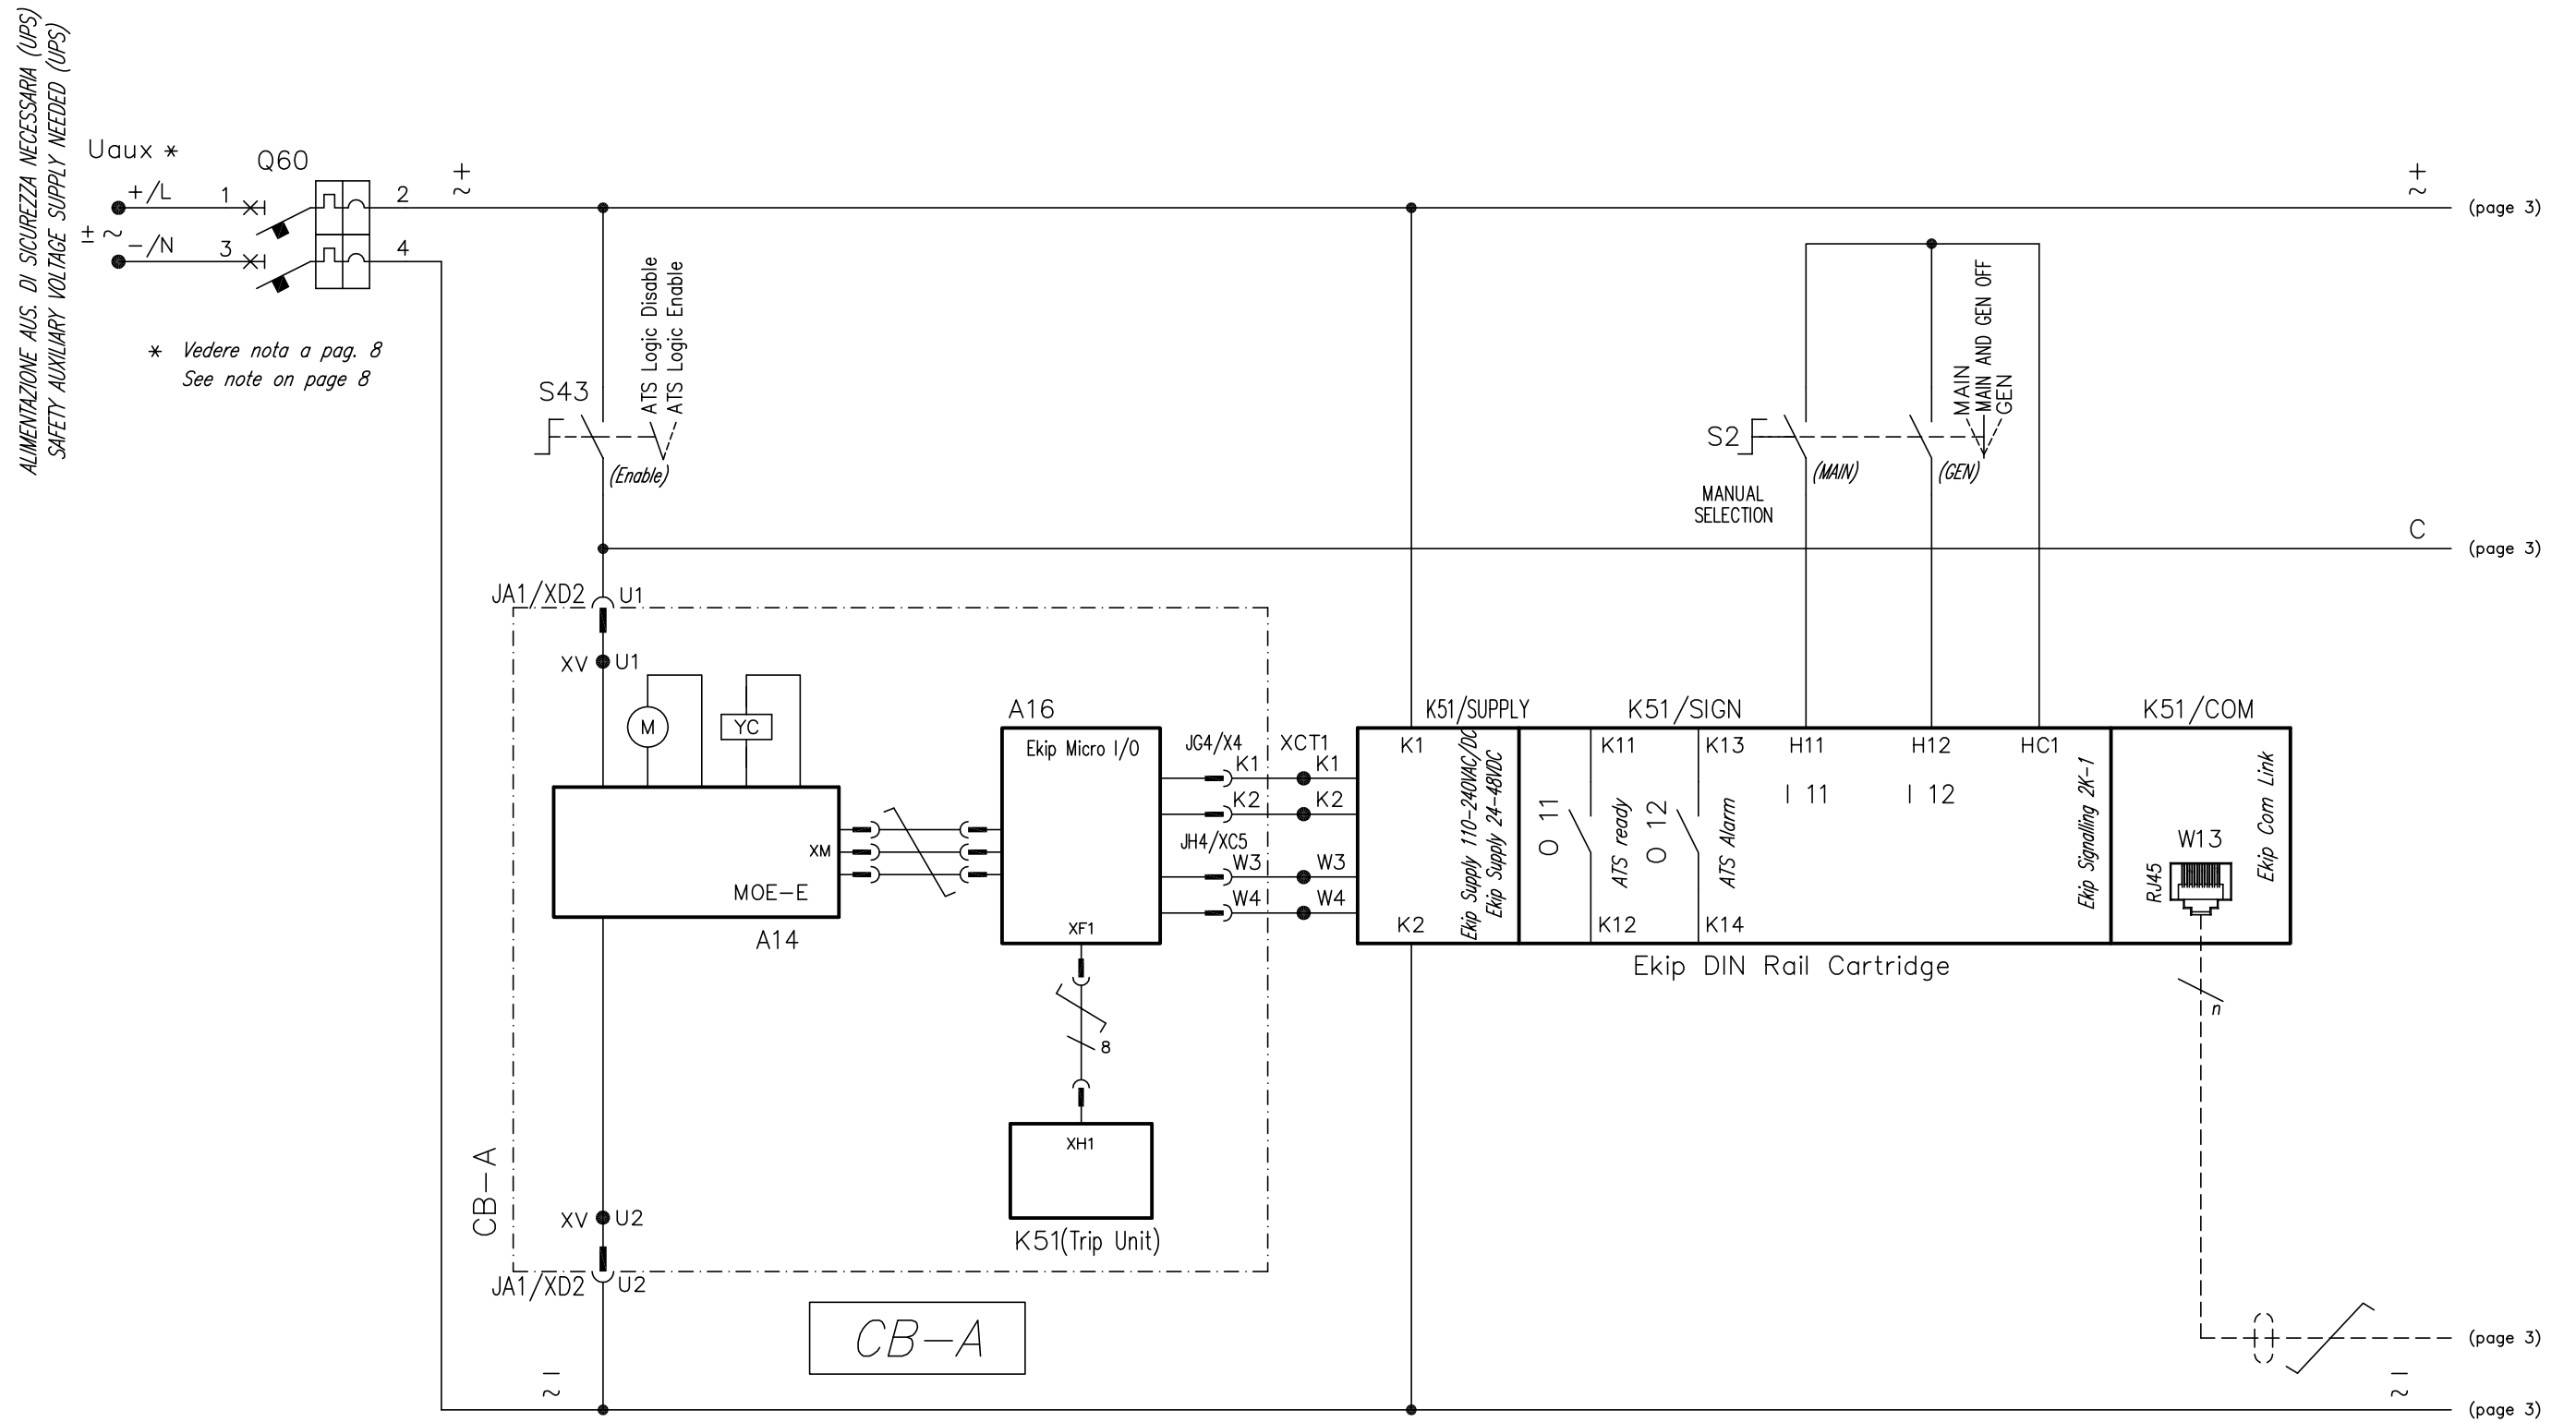 ALIMENTAZIONE AUS. DI SICUREZZA NECESSARIA (UPS)
SAFETY AUXILIARY VOLTAGE SUPPLY NEEDED (UPS)
Uaux *
Q60
+/L
1
2
~+
~+
(page 3)
± ~
-/N
3
4
* Vedere nota a pag. 8
See note on page 8
S43
ATS Logic Disable
ATS Logic Enable
(Enable)
S2
MANUAL
SELECTION
(MAIN)
(GEN)
MAIN
MAIN AND GEN OFF
GEN
C
(page 3)
JA1/XD2
U1
XV
U1
M
YC
XM
MOE-E
A14
A16
Ekip Micro I/O
XF1
JG4/X4
XCT1
K1
K1
K2
K2
JH4/XC5
W3
W3
W4
W4
8
XH1
K51(Trip Unit)
K51/SUPPLY
K1
K2
Ekip Supply 110-240VAC/DC
Ekip Supply 24-48VDC
K51/SIGN
K11
K13
H11
H12
HC1
I 11
I 12
O 11
ATS ready
O 12
ATS Alarm
K12
K14
Ekip Signalling 2K-1
K51/COM
W13
RJ45
Ekip Com Link
Ekip DIN Rail Cartridge
n
CB-A
XV
U2
JA1/XD2
U2
CB-A
(page 3)
~-
~-
(page 3)